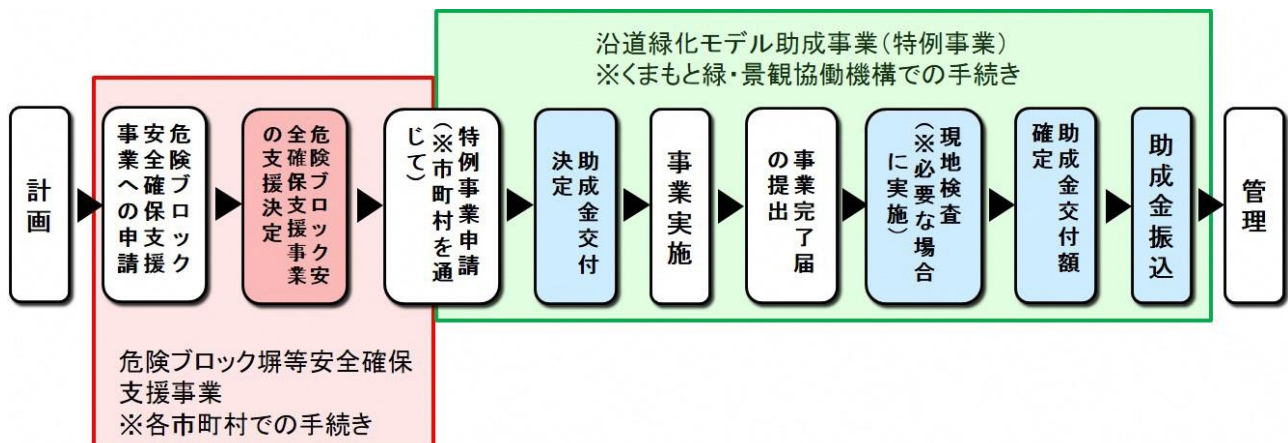 沿道緑化モデル助成事業（特例事業）
※くまもと緑・景観協働機構での手続き
計画
危険ブロック
安全確保支援
事業への申請
危険ブロック安
全確保支援事業
の支援決定
特例事業申請
（※市町村を通
じて）
助成金交付
決定
事業実施
事業完了届
の提出
現地検査
（※必要な場合
に実施）
助成金交付額
確定
助成金振込
管理
危険ブロック塀等安全確保
支援事業
※各市町村での手続き